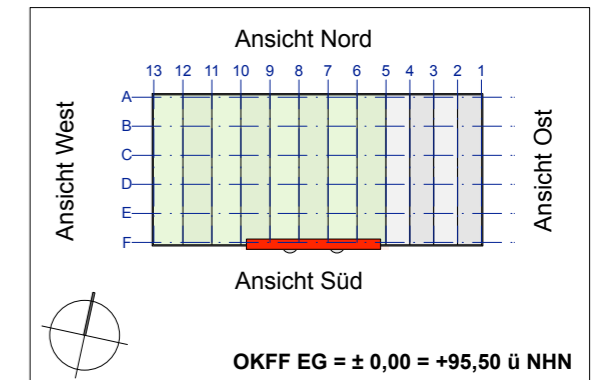 Ansicht Nord
13 12 11 10 9 8 7 6 5 4 3 2 1
A
B
C
D
E
F
Ansicht West
Ansicht Ost
Ansicht Süd
OKFF EG = ± 0,00 = +95,50 ü NHN